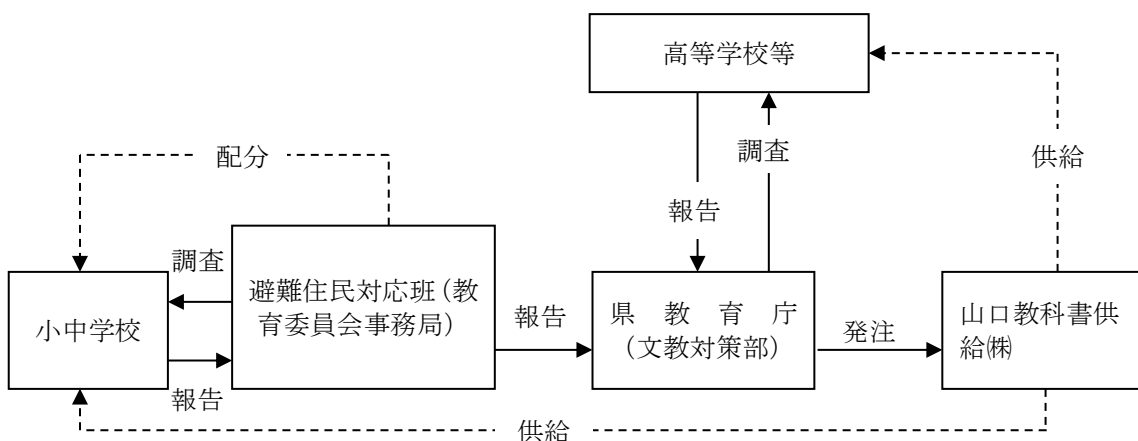 高等学校等
配分
調査
供給
報告
調査
避難住民対応班（教
育委員会事務局）
小中学校
報告
県教育庁
（文教対策部）
発注
山口教科書供
給㈱
報告
供給